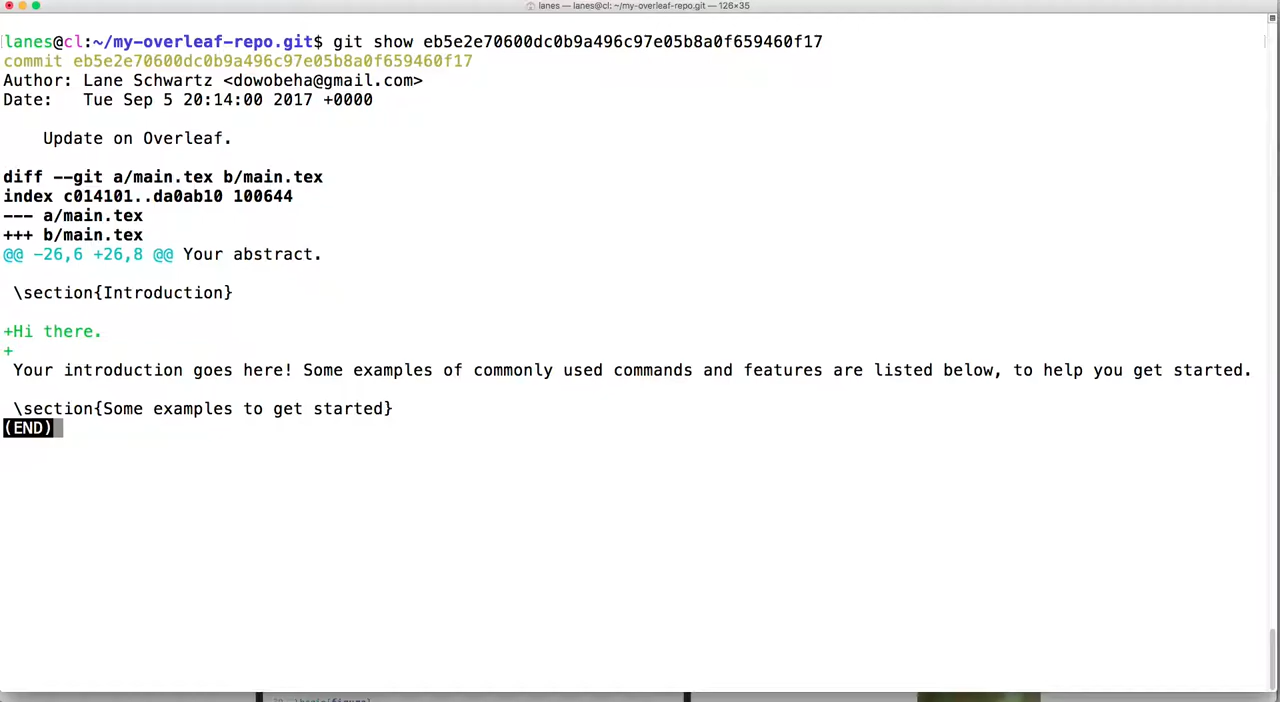 lanes — lanes@cl: ~/my-overleaf-repo.git — 126×35
lanes@cl:~/my-overleaf-repo.git$ git show eb5e2e70600dc0b9a496c97e05b8a0f659460f17
commit eb5e2e70600dc0b9a496c97e05b8a0f659460f17
Author: Lane Schwartz <dowobeha@gmail.com>
Date:   Tue Sep 5 20:14:00 2017 +0000
    Update on Overleaf.
diff --git a/main.tex b/main.tex
index c014101..da0ab10 100644
--- a/main.tex
+++ b/main.tex
@@ -26,6 +26,8 @@ Your abstract.
 \section{Introduction}
+Hi there.
+
 Your introduction goes here! Some examples of commonly used commands and features are listed below, to help you get started.
 \section{Some examples to get started}
(END)